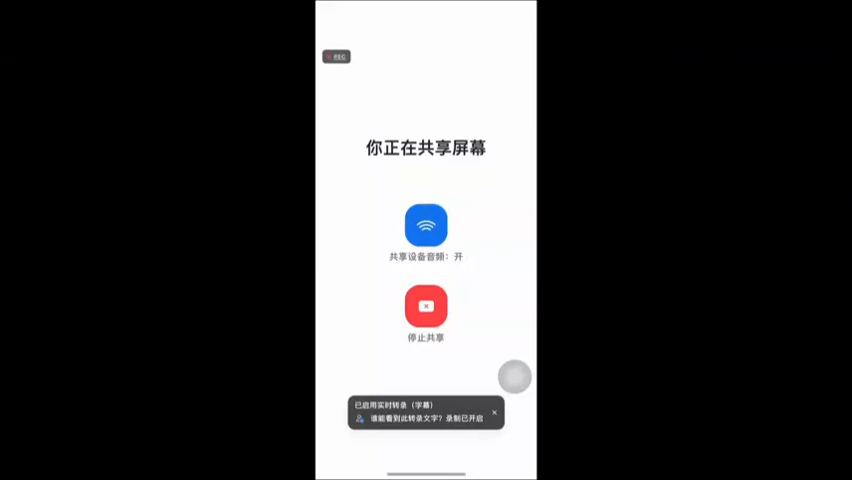 REC
你正在共享屏幕
共享设备音频：开
停止共享
已启用实时转录（字幕）
谁能看到此转录文字？录制已开启